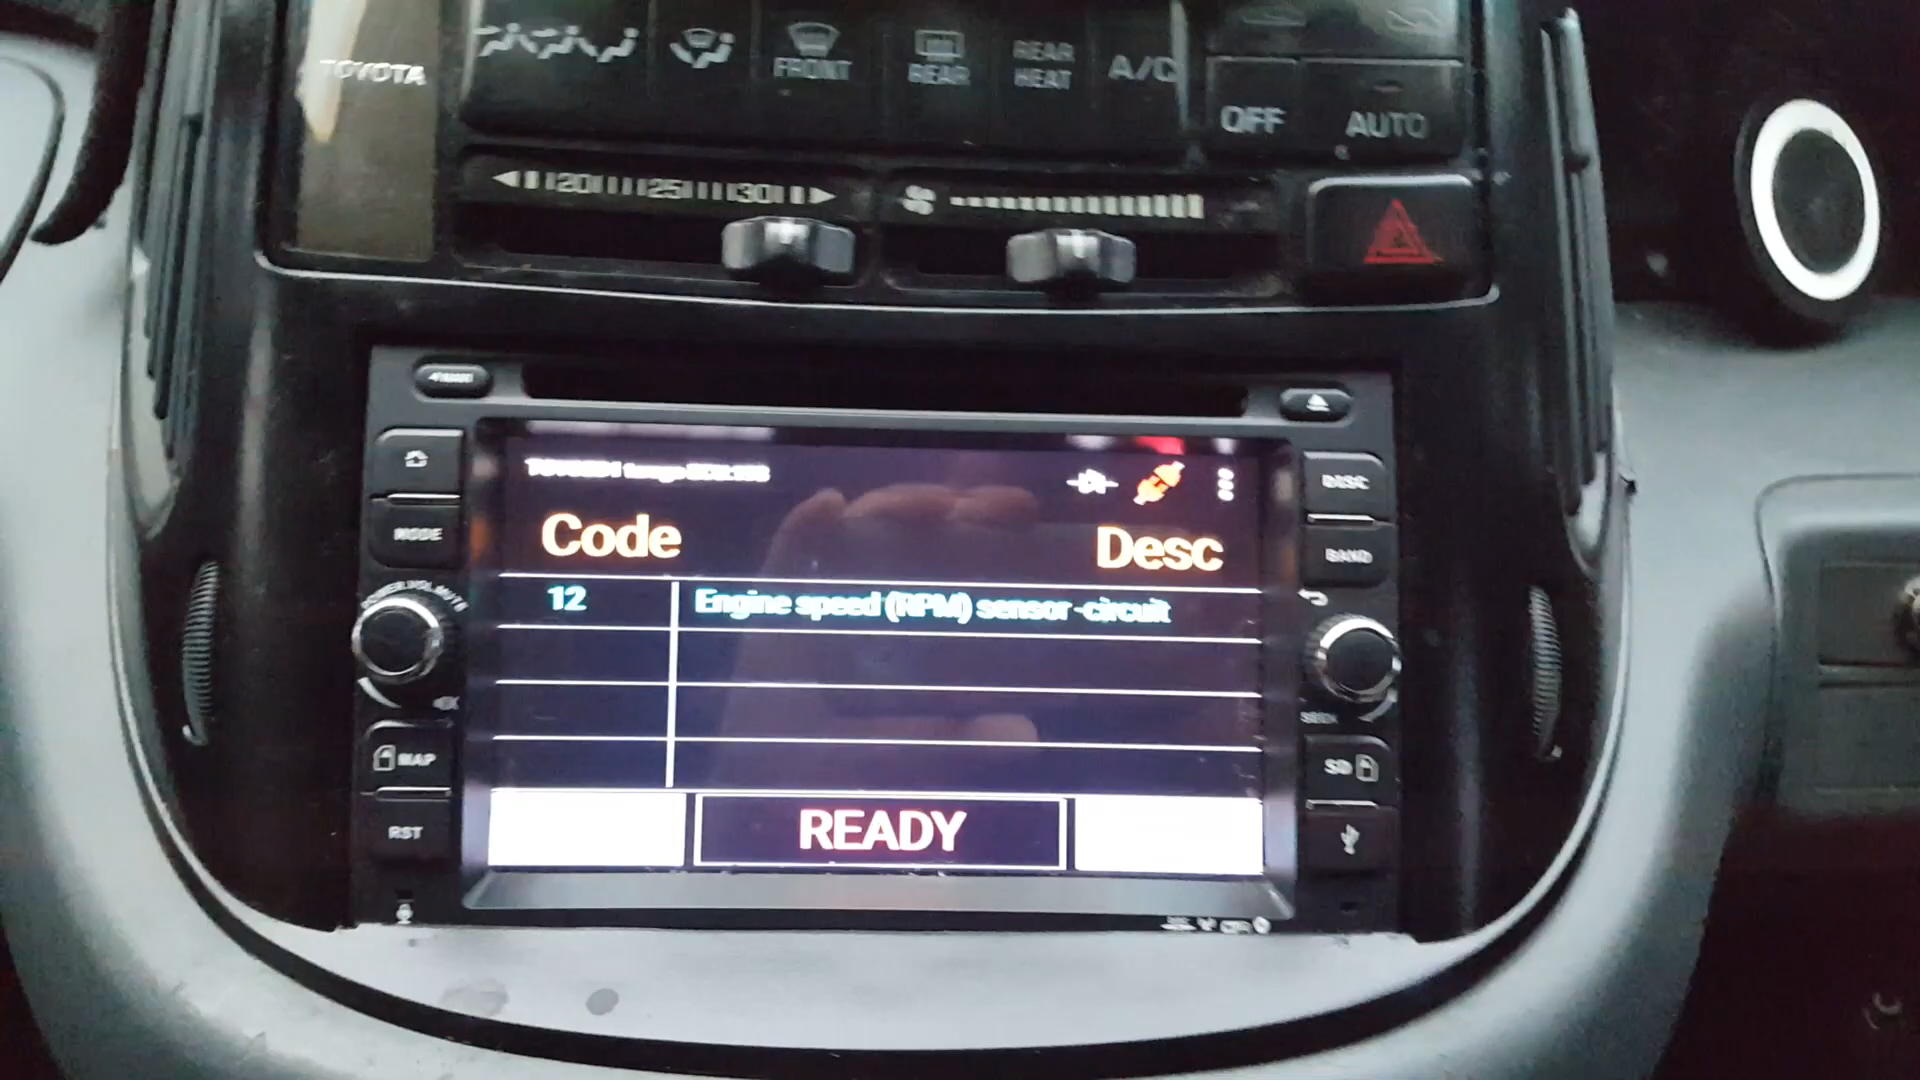 TOYOTA
FRONT
REAR
REAR HEAT
A/C
OFF
AUTO
20 25 30
Code
Desc
12
Engine speed (RPM) sensor -circuit
READY
MODE
MAP
RST
DISC
BAND
SEEK
SD